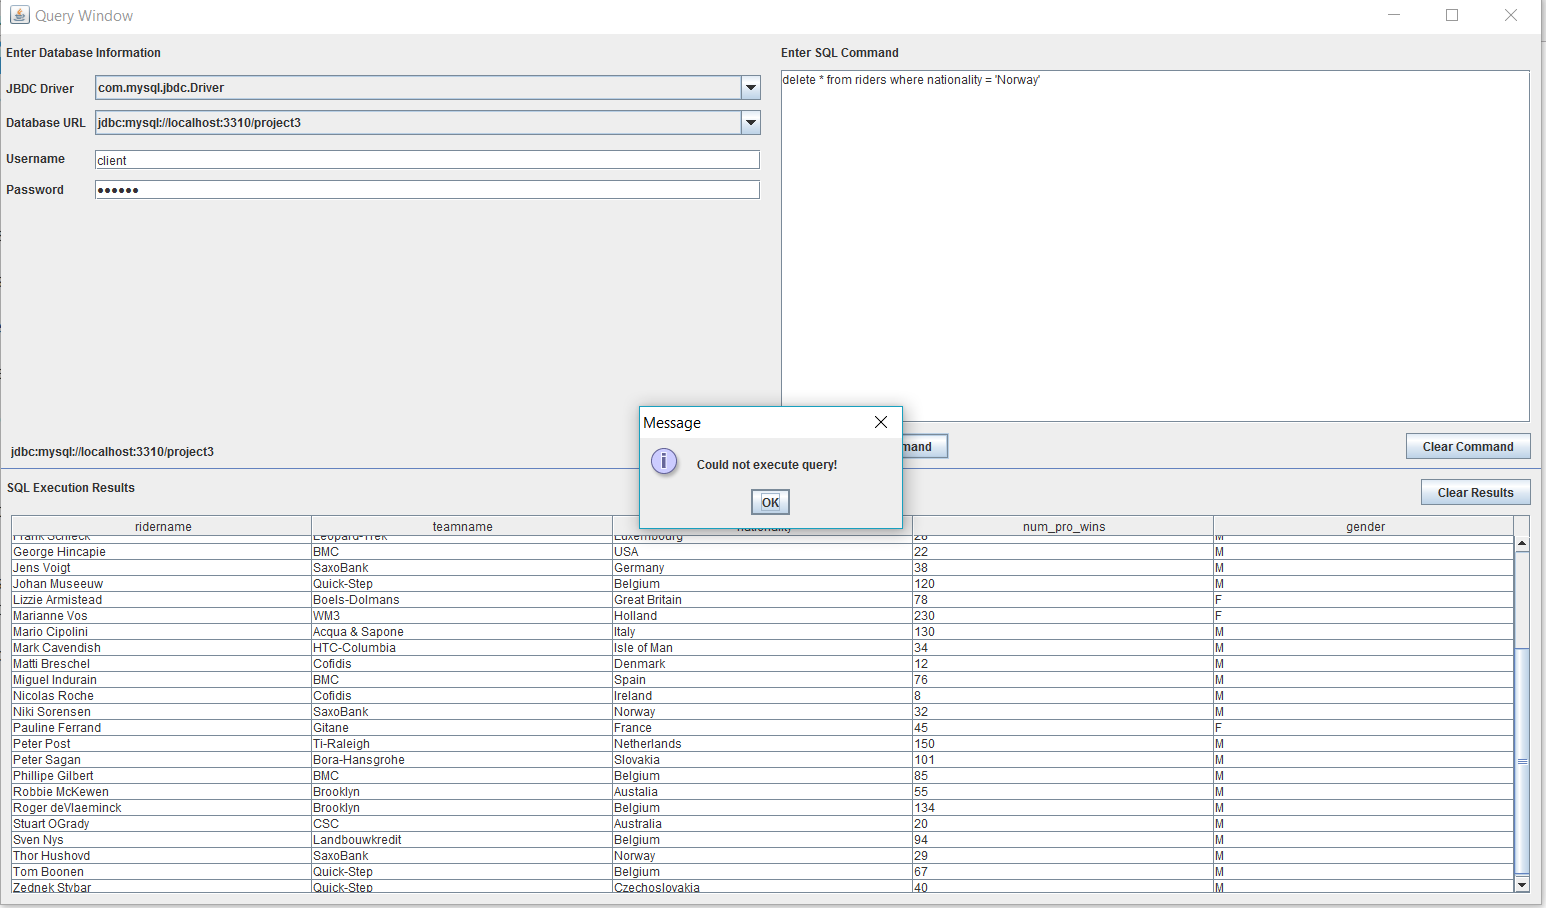 Query Window
Enter Database Information
Enter SQL Command
JBDC Driver com.mysql.jbdc.Driver
delete * from riders where nationality = 'Norway'
Database URL jdbc:mysql://localhost:3310/project3
Username client
Password ••••••
Message
Could not execute query!
OK
mand
Clear Command
jdbc:mysql://localhost:3310/project3
SQL Execution Results
Clear Results
ridername teamname nationality num_pro_wins gender
Frank Schleck Leopard-Trek Luxembourg 28 M
George Hincapie BMC USA 22 M
Jens Voigt SaxoBank Germany 38 M
Johan Museeuw Quick-Step Belgium 120 M
Lizzie Armistead Boels-Dolmans Great Britain 78 F
Marianne Vos WM3 Holland 230 F
Mario Cipolini Acqua & Sapone Italy 130 M
Mark Cavendish HTC-Columbia Isle of Man 34 M
Matti Breschel Cofidis Denmark 12 M
Miguel Indurain BMC Spain 76 M
Nicolas Roche Cofidis Ireland 8 M
Niki Sorensen SaxoBank Norway 32 M
Pauline Ferrand Gitane France 45 F
Peter Post Ti-Raleigh Netherlands 150 M
Peter Sagan Bora-Hansgrohe Slovakia 101 M
Phillipe Gilbert BMC Belgium 85 M
Robbie McKewen Brooklyn Austalia 55 M
Roger deVlaeminck Brooklyn Belgium 134 M
Stuart OGrady CSC Australia 20 M
Sven Nys Landbouwkredit Belgium 94 M
Thor Hushovd SaxoBank Norway 29 M
Tom Boonen Quick-Step Belgium 67 M
Zednek Stybar Quick-Step Czechoslovakia 40 M